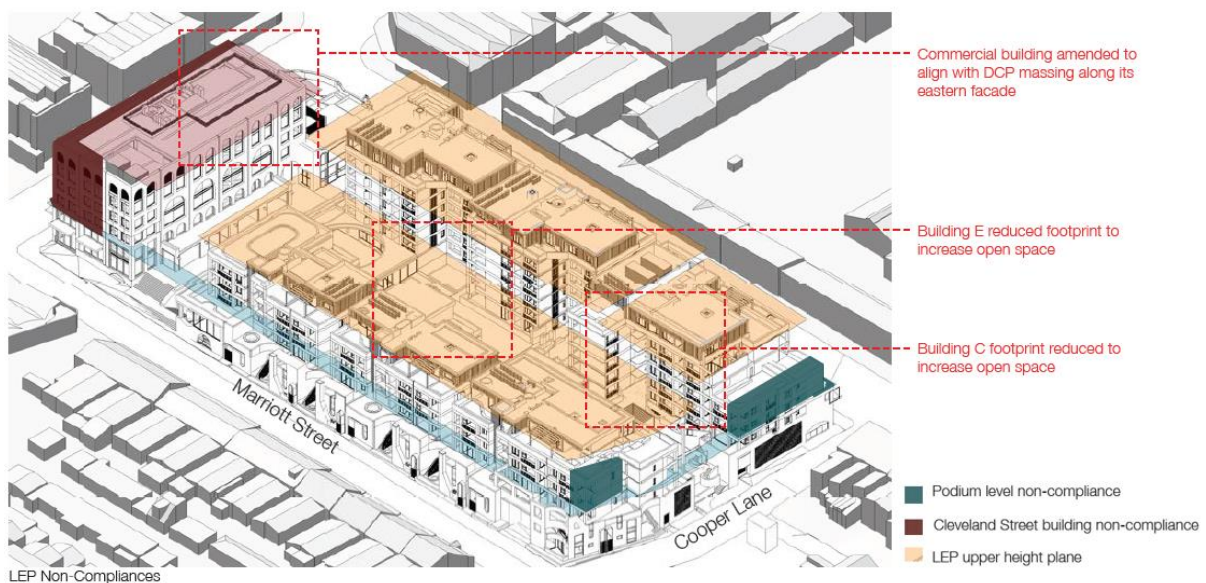 Commercial building amended to
align with DCP massing along its
eastern facade
Building E reduced footprint to
increase open space
Building C footprint reduced to
increase open space
Marriott Street
Cooper Lane
Podium level non-compliance
Cleveland Street building non-compliance
LEP upper height plane
LEP Non-Compliances